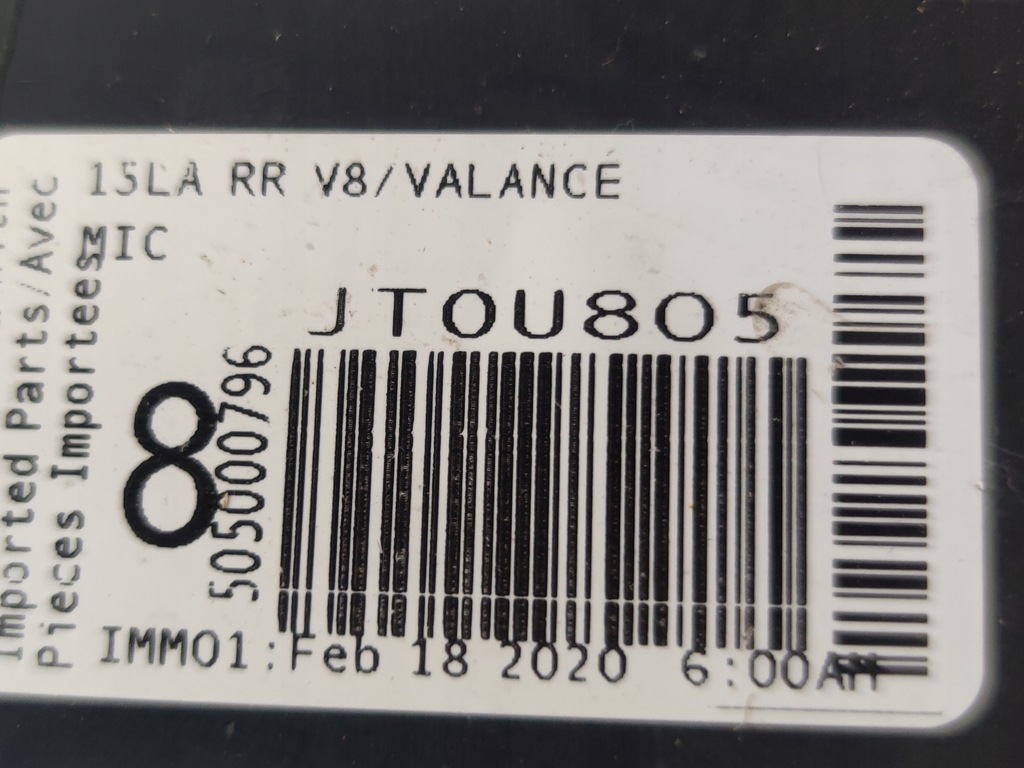 15LA RR V8/VALANCE
MIC
JTOU805
8
505000796
IMM01:Feb 18 2020 6:00AM
Imported Parts/Avec
Pieces Importees